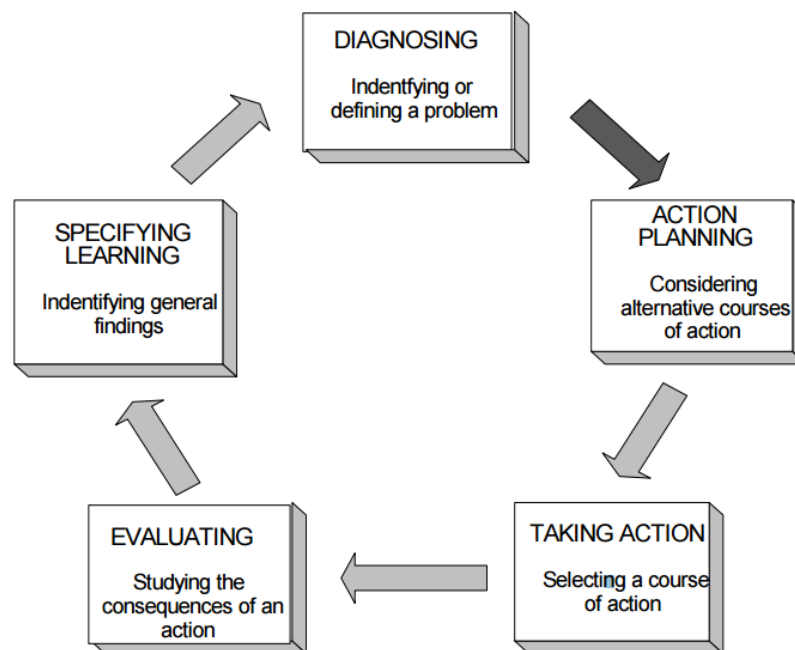 DIAGNOSING
Indentfying or
defining a problem
ACTION
PLANNING
Considering
alternative courses
of action
TAKING ACTION
Selecting a course
of action
EVALUATING
Studying the
consequences of an
action
SPECIFYING
LEARNING
Indentifying general
findings